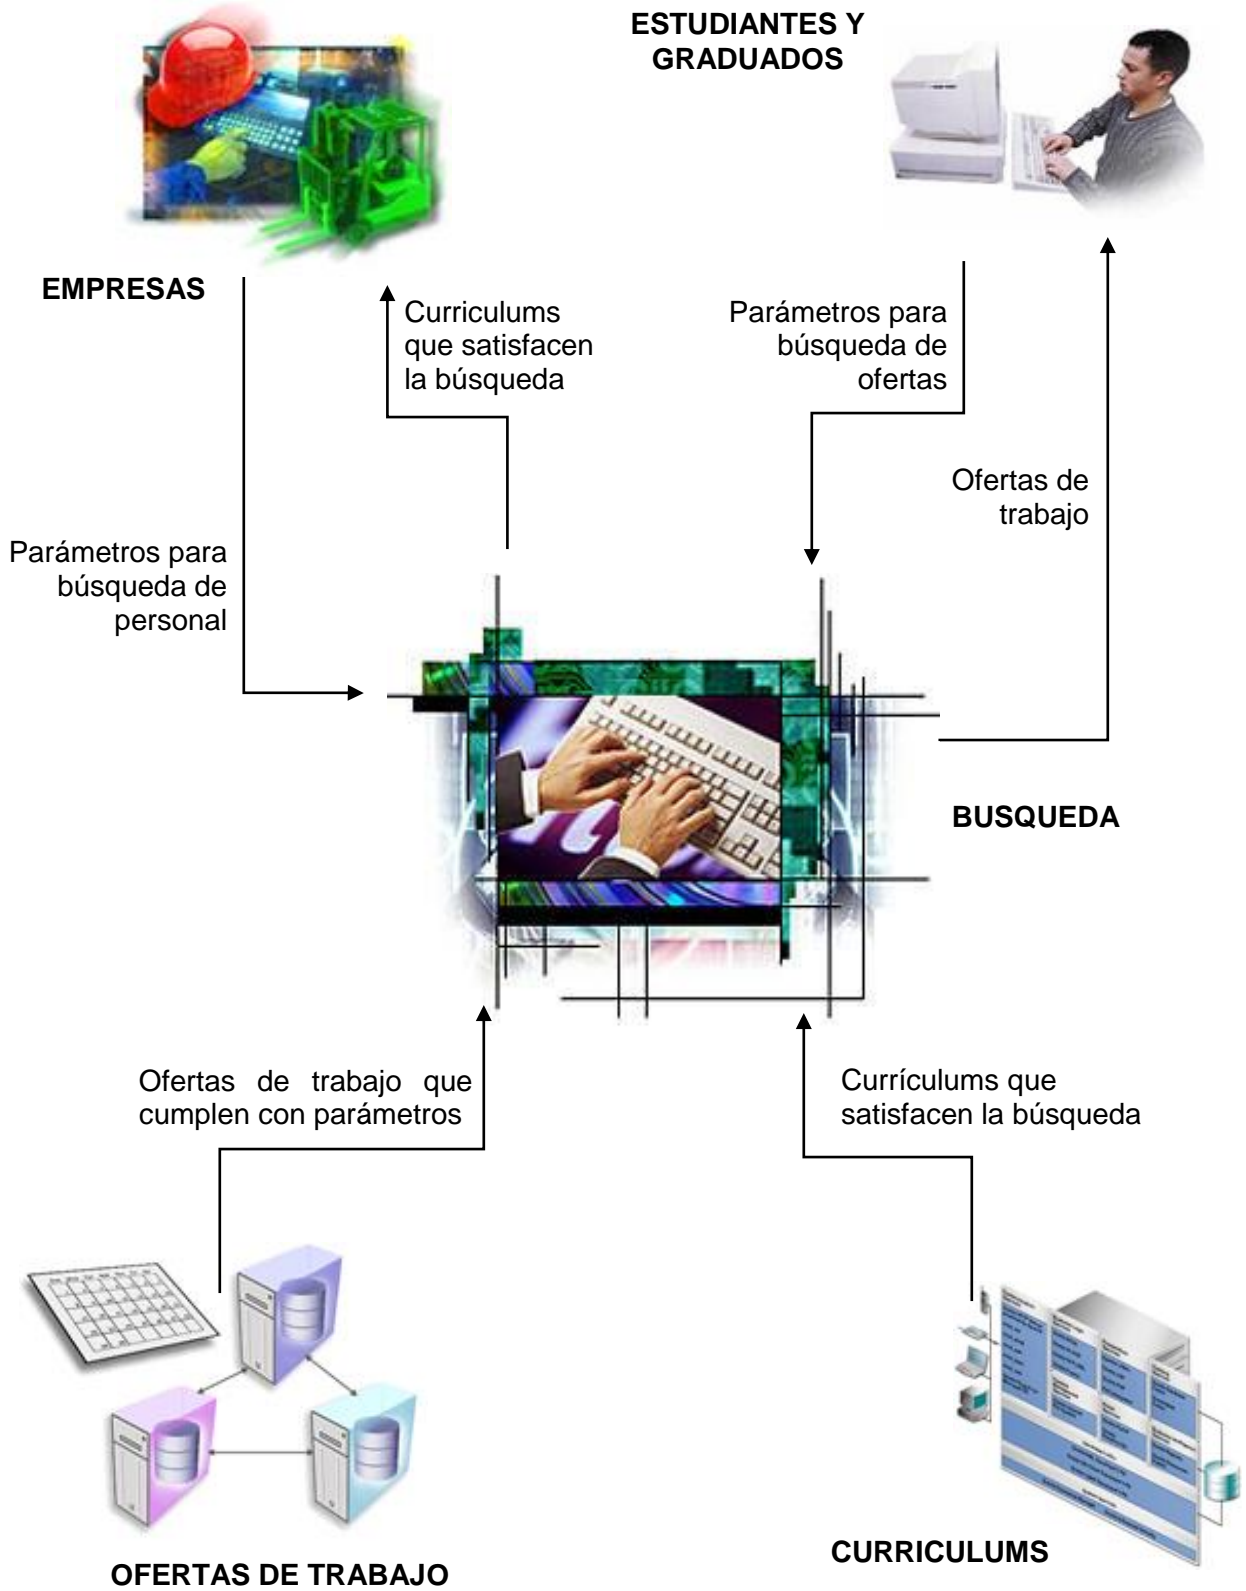 ESTUDIANTES Y
GRADUADOS
EMPRESAS
Curriculums
que satisfacen
la búsqueda
Parámetros para
búsqueda de
ofertas
Ofertas de
trabajo
Parámetros para
búsqueda de
personal
BUSQUEDA
Ofertas de trabajo que
cumplen con parámetros
Currículums que
satisfacen la búsqueda
OFERTAS DE TRABAJO
CURRICULUMS